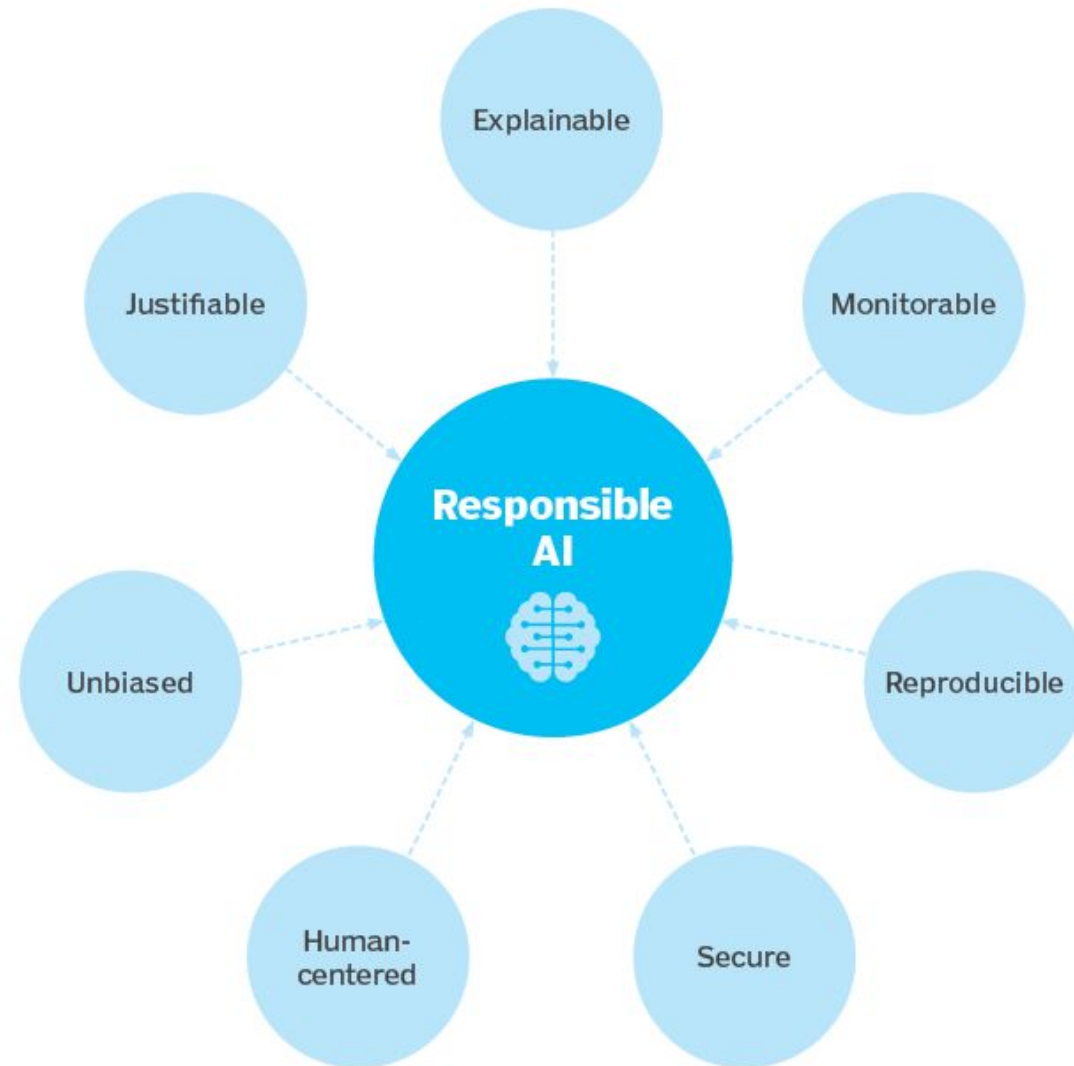 Explainable
Justifiable
Monitorable
Responsible
AI
Unbiased
Reproducible
Human-
centered
Secure